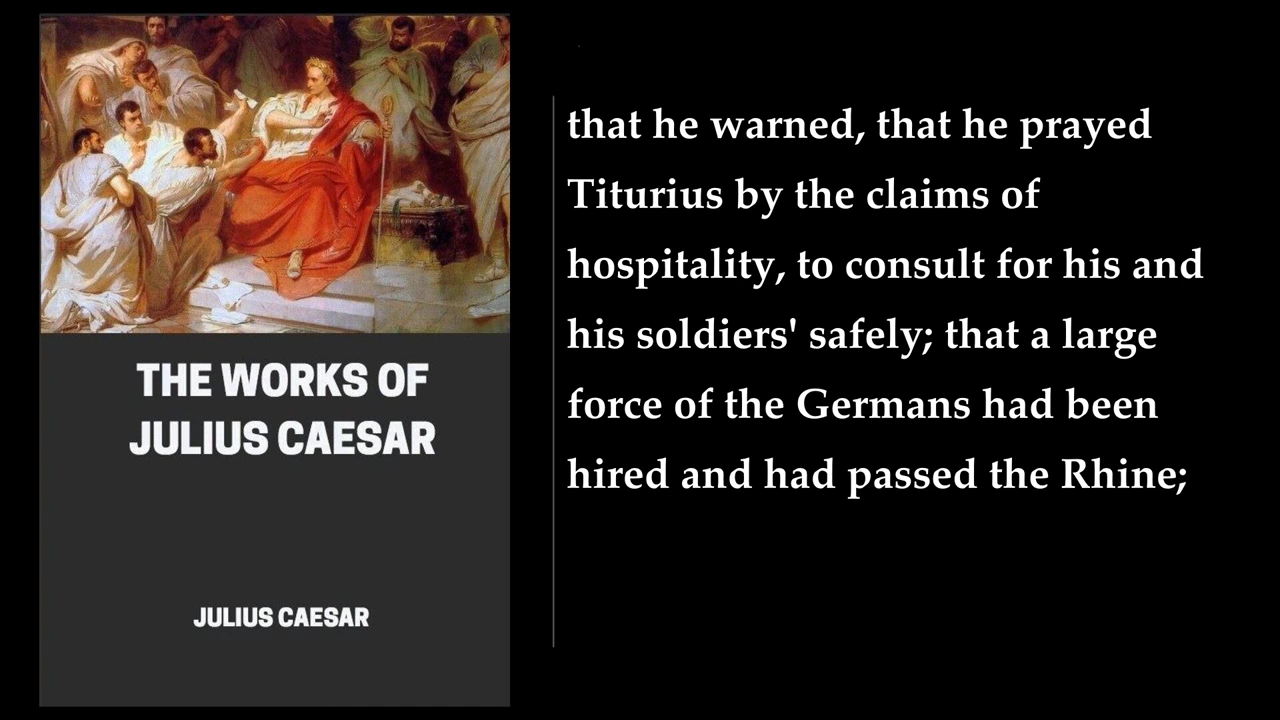 THE WORKS OF
JULIUS CAESAR
JULIUS CAESAR
that he warned, that he prayed
Titurius by the claims of
hospitality, to consult for his and
his soldiers' safely; that a large
force of the Germans had been
hired and had passed the Rhine;